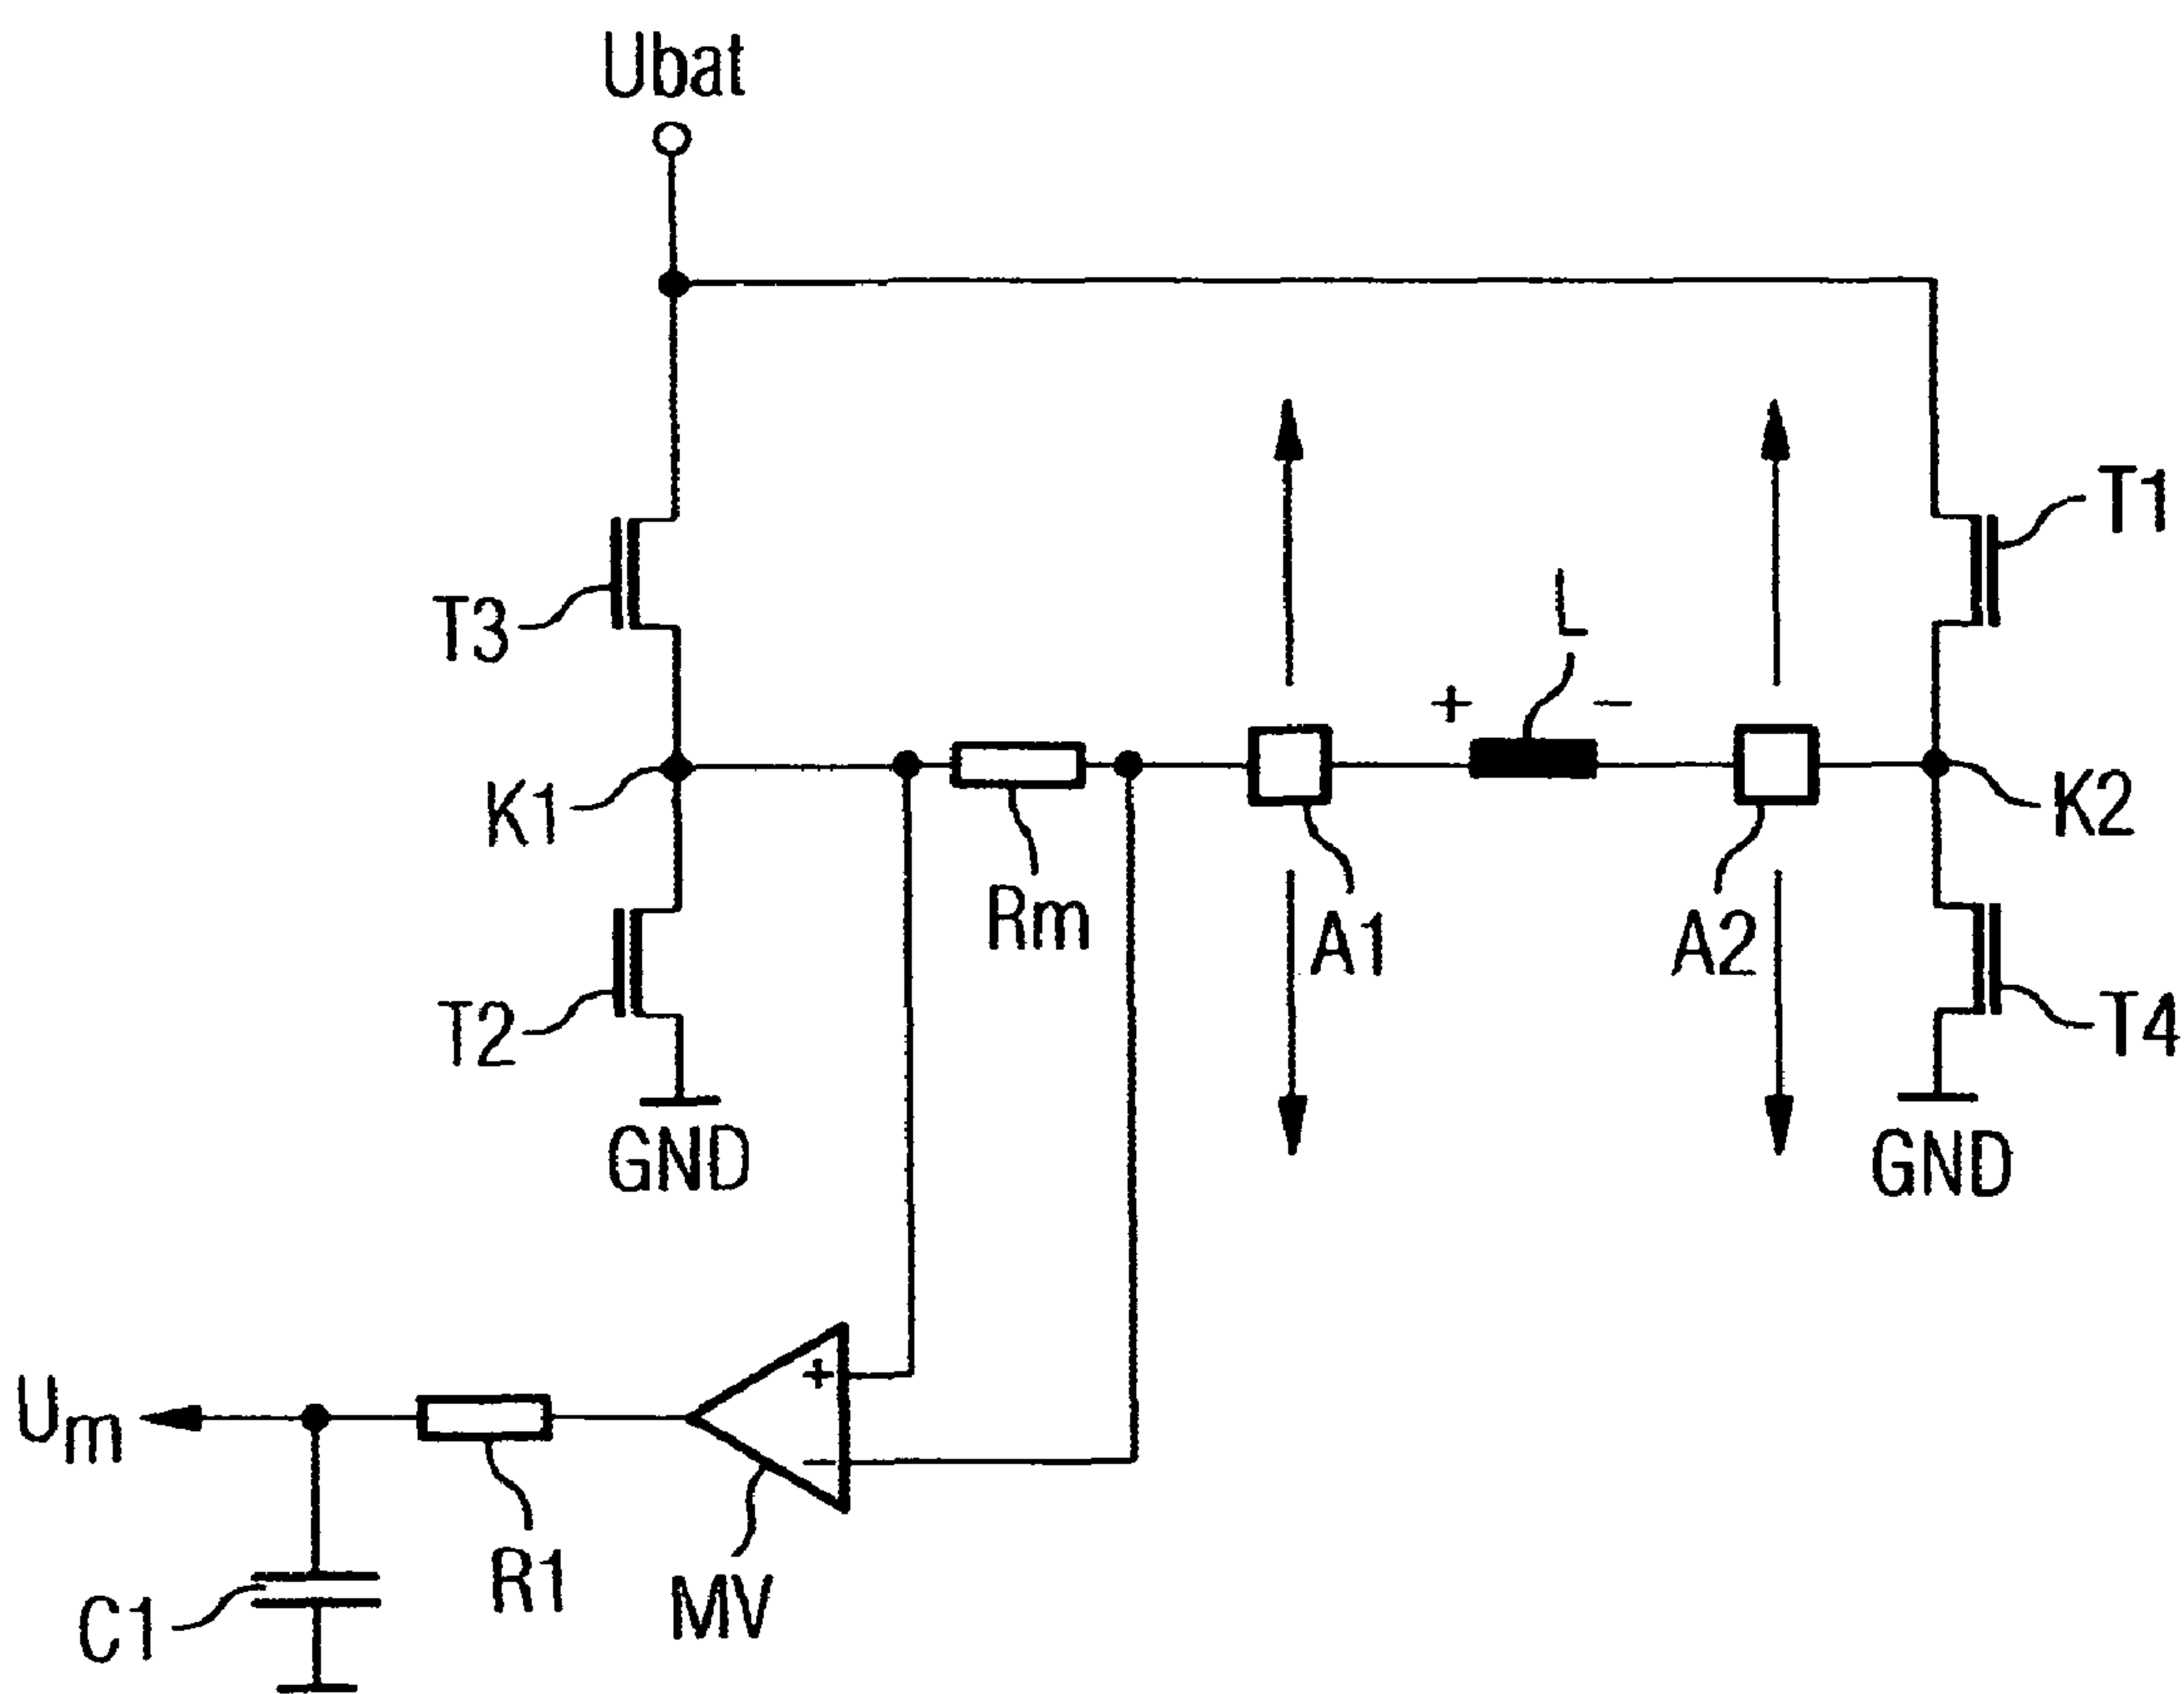 Ubat
T1
T3
L
+ -
K1
K2
Rm
A1
A2
T2
T4
GND
GND
+
Um
-
R1
MV
C1